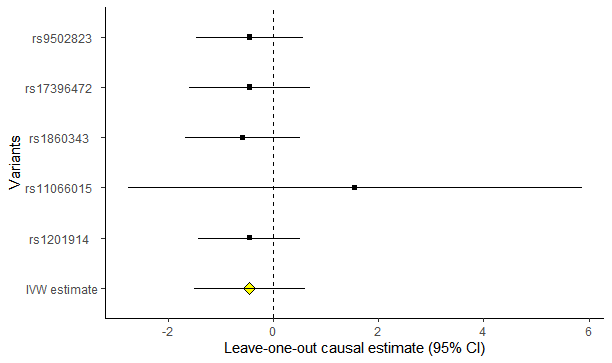 rs9502823
rs17396472
rs1860343
rs11066015
rs1201914
IVW estimate
Variants
-2
0
2
4
6
Leave-one-out causal estimate (95% CI)